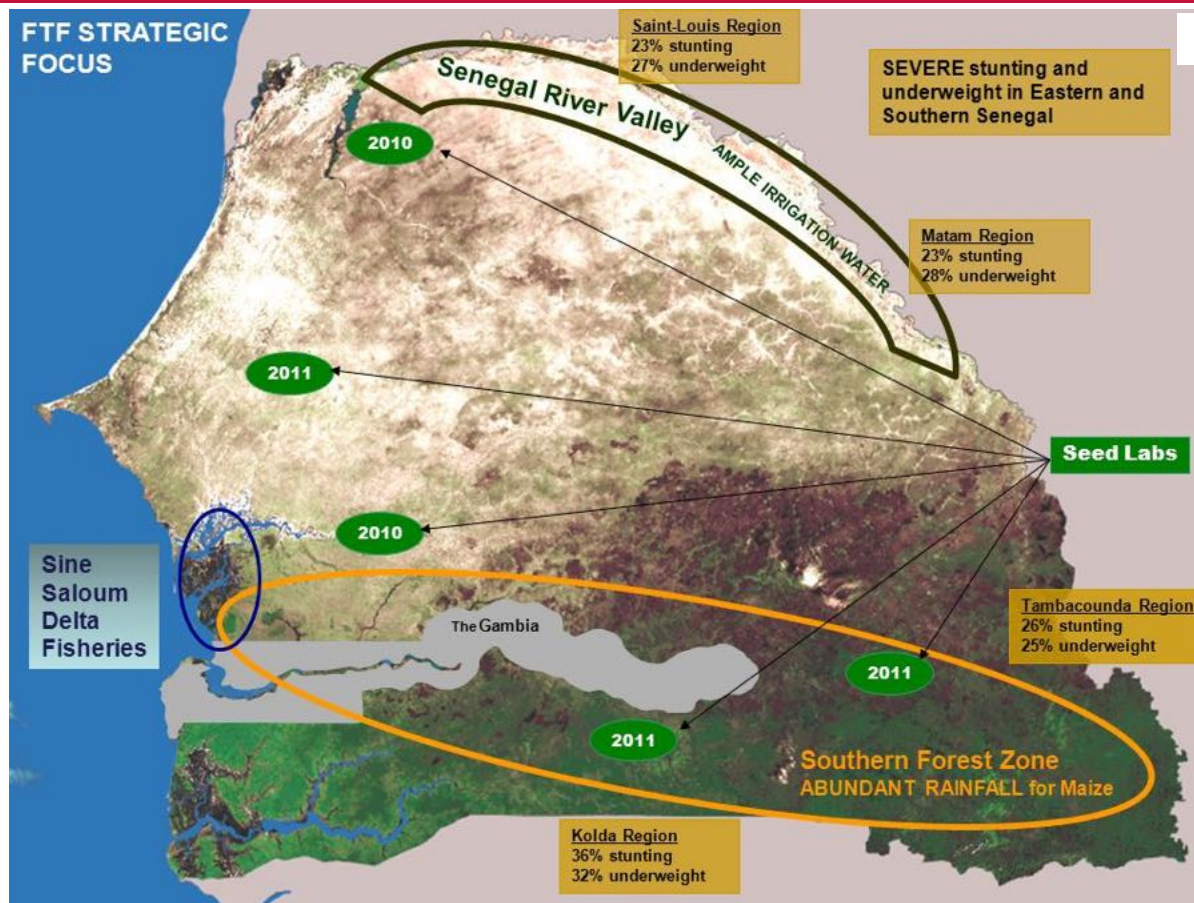 FTF STRATEGIC
FOCUS
Saint-Louis Region
23% stunting
27% underweight
SEVERE stunting and
underweight in Eastern and
Southern Senegal
Senegal River Valley
AMPLE IRRIGATION WATER
2010
Matam Region
23% stunting
28% underweight
2011
Seed Labs
2010
Sine
Saloum
Delta
Fisheries
The Gambia
Tambacounda Region
26% stunting
25% underweight
2011
2011
Southern Forest Zone
ABUNDANT RAINFALL for Maize
Kolda Region
36% stunting
32% underweight